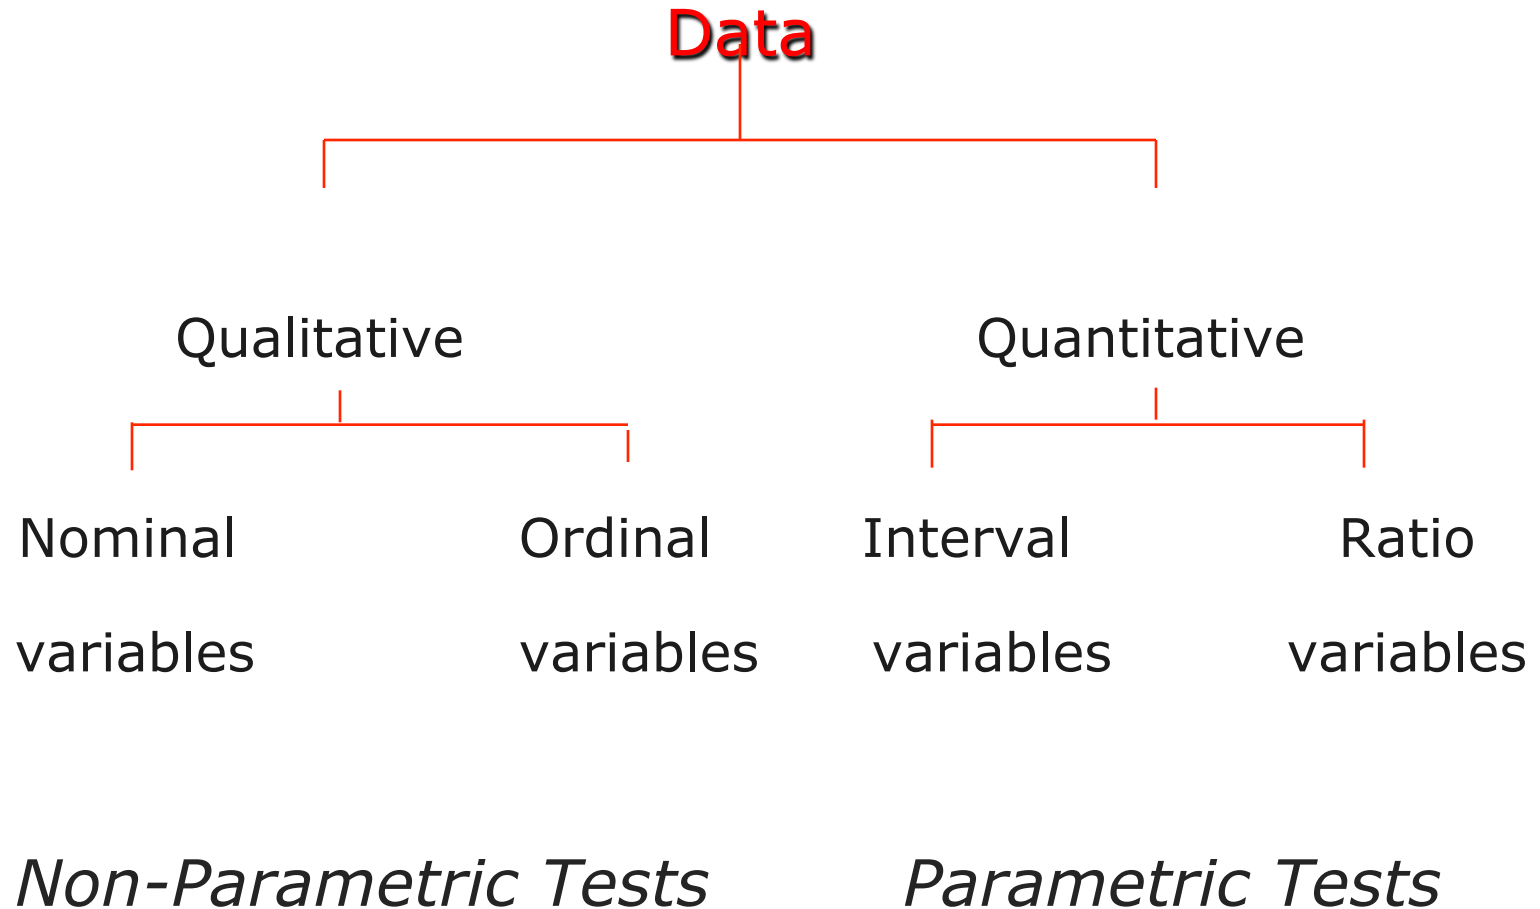 Data
Qualitative Quantitative
Nominal Ordinal Interval Ratio
variables variables variables variables
Non-Parametric Tests Parametric Tests